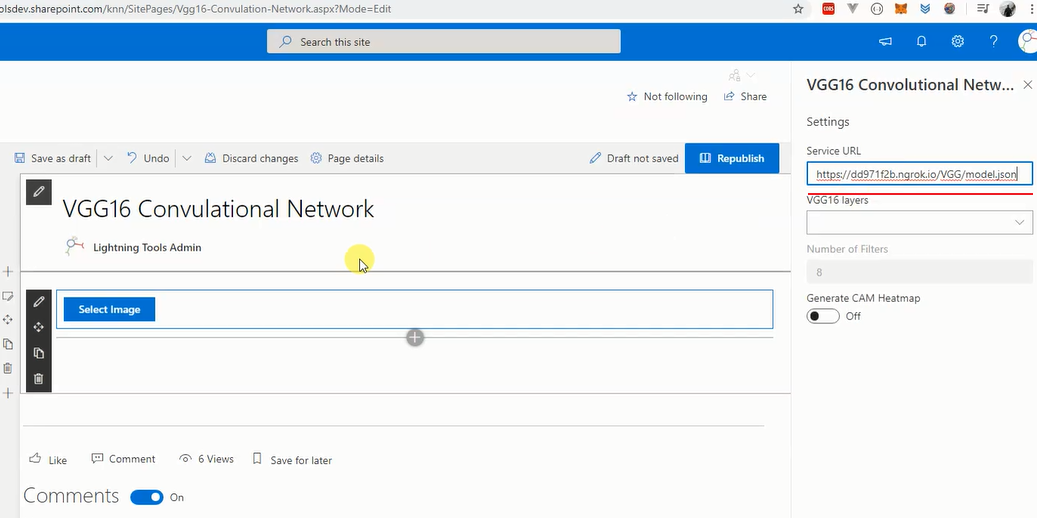 olsdev.sharepoint.com/knn/SitePages/Vgg16-Convulation-Network.aspx?Mode=Edit
Search this site
Not following
Share
Save as draft
Undo
Discard changes
Page details
Draft not saved
Republish
VGG16 Convulational Network
Lightning Tools Admin
Select Image
Like
Comment
6 Views
Save for later
Comments
On
VGG16 Convolutional Netw...
Settings
Service URL
https://dd971f2b.ngrok.io/VGG/model.json
VGG16 layers
Number of Filters
8
Generate CAM Heatmap
Off